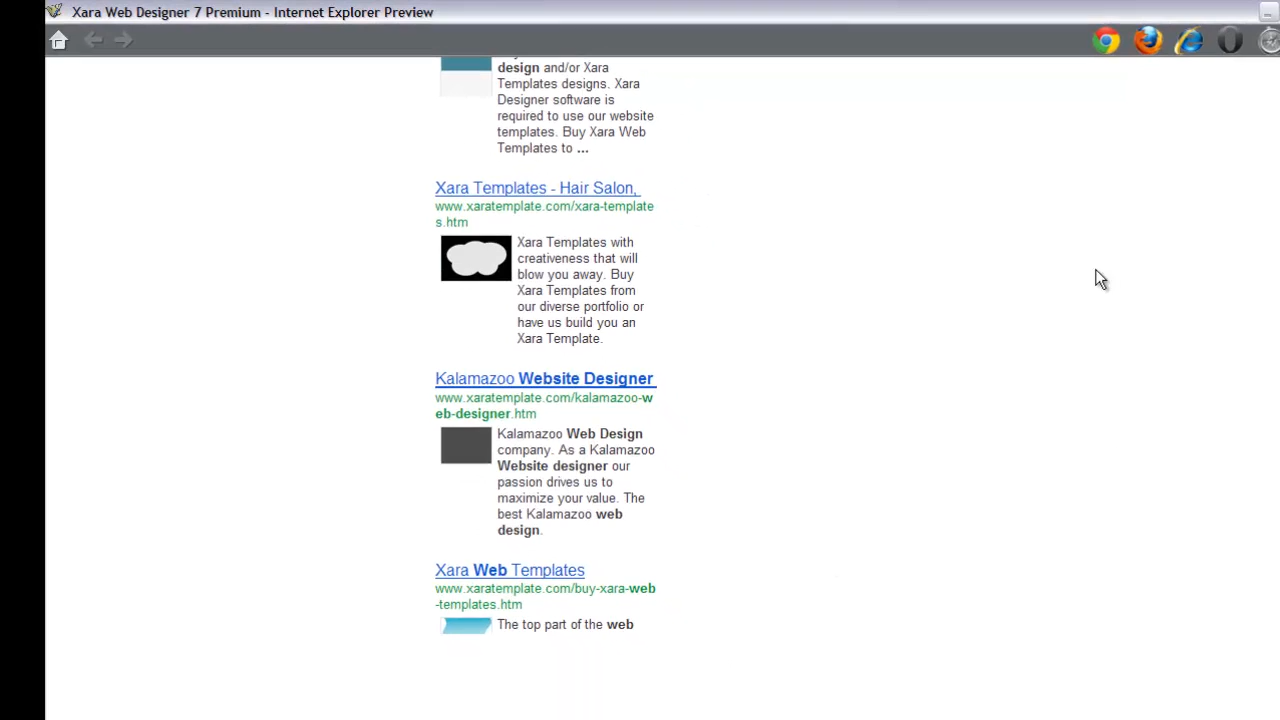 Xara Web Designer 7 Premium - Internet Explorer Preview
design and/or Xara
Templates designs. Xara
Designer software is
required to use our website
templates. Buy Xara Web
Templates to ...
Xara Templates - Hair Salon,
www.xaratemplate.com/xara-template
s.htm
Xara Templates with
creativeness that will
blow you away. Buy
Xara Templates from
our diverse portfolio or
have us build you an
Xara Template.
Kalamazoo Website Designer
www.xaratemplate.com/kalamazoo-w
eb-designer.htm
Kalamazoo Web Design
company. As a Kalamazoo
Website designer our
passion drives us to
maximize your value. The
best Kalamazoo web
design.
Xara Web Templates
www.xaratemplate.com/buy-xara-web
-templates.htm
The top part of the web